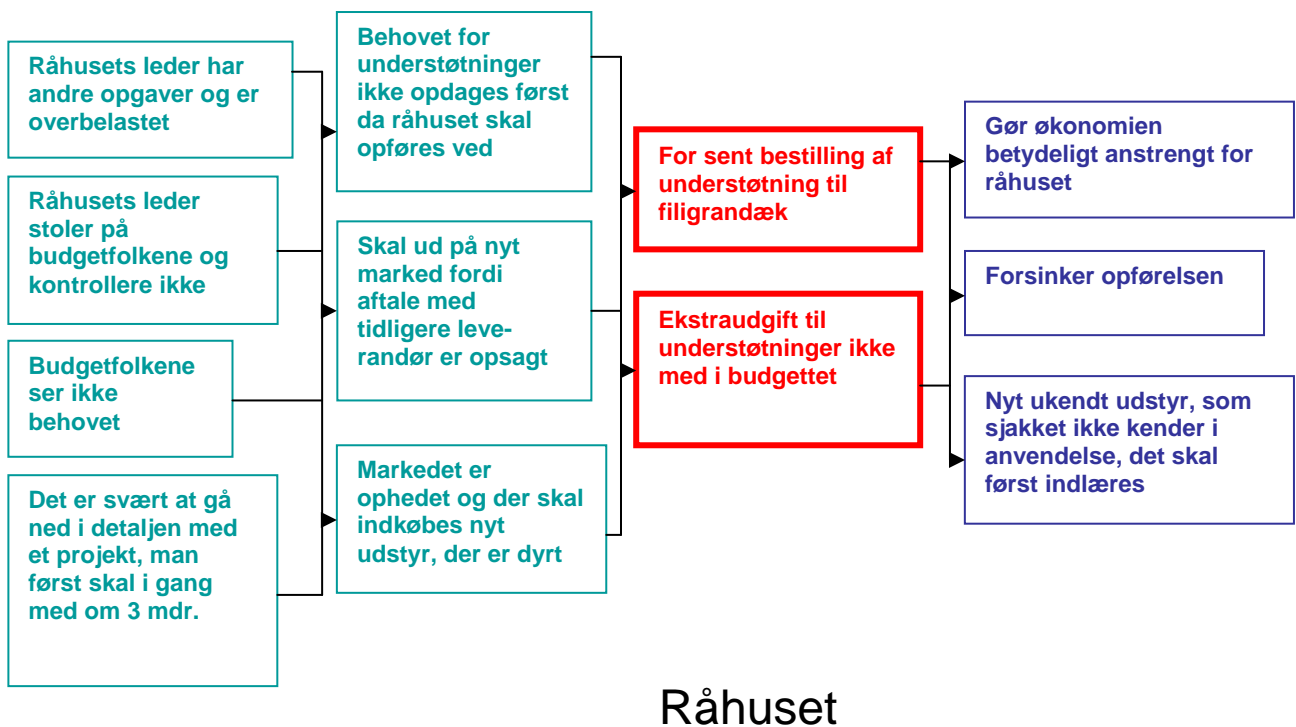 Råhusets leder har
andre opgaver og er
overbelastet
Råhusets leder
stoler på
budgetfolkene og
kontrollere ikke
Budgetfolkene
ser ikke
behovet
Det er svært at gå
ned i detaljen med
et projekt, man
først skal i gang
med om 3 mdr.
Behovet for
understøtninger
ikke opdages først
da råhuset skal
opføres ved
Skal ud på nyt
marked fordi
aftale med
tidligere leve-
randør er opsagt
Markedet er
ophedet og der skal
indkøbes nyt
udstyr, der er dyrt
For sent bestilling af
understøtning til
filigrandæk
Ekstraudgift til
understøtninger ikke
med i budgettet
Gør økonomien
betydeligt anstrengt for
råhuset
Forsinker opførelsen
Nyt ukendt udstyr, som
sjakket ikke kender i
anvendelse, det skal
først indlæres
Råhuset